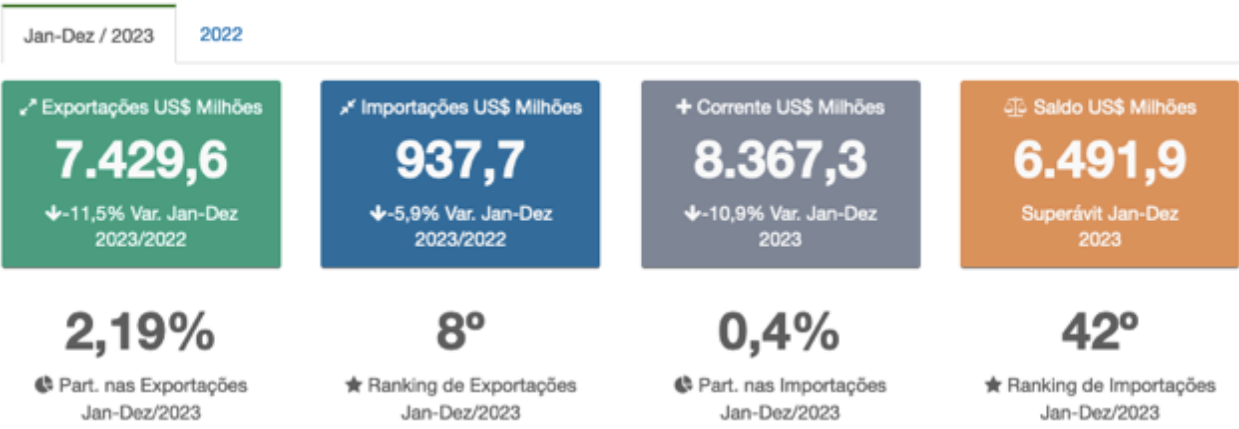 Jan-Dez / 2023
2022
Exportações US$ Milhões
7.429,6
-11,5% Var. Jan-Dez
2023/2022
Importações US$ Milhões
937,7
-5,9% Var. Jan-Dez
2023/2022
Corrente US$ Milhões
8.367,3
-10,9% Var. Jan-Dez
2023
Saldo US$ Milhões
6.491,9
Superávit Jan-Dez
2023
2,19%
Part. nas Exportações
Jan-Dez/2023
8º
Ranking de Exportações
Jan-Dez/2023
0,4%
Part. nas Importações
Jan-Dez/2023
42º
Ranking de Importações
Jan-Dez/2023